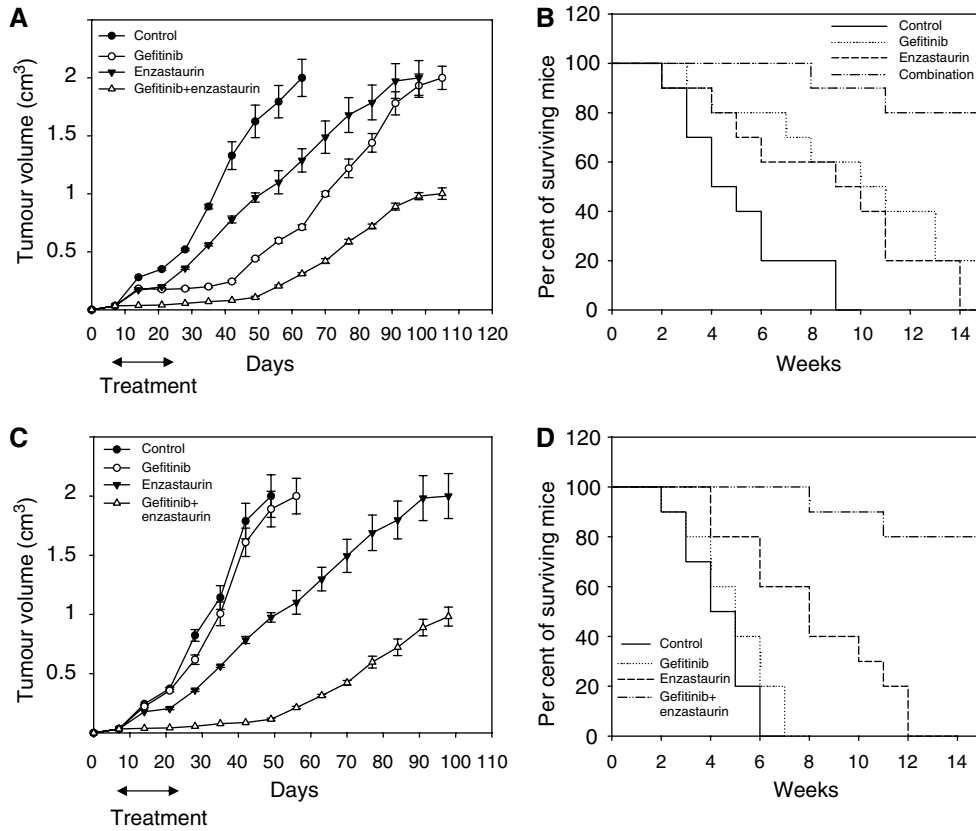 A
Control
Gefitinib
Enzastaurin
Gefitinib+enzastaurin
Tumour volume (cm3)
2
1.5
1
0.5
0 10 20 30 40 50 60 70 80 90 100 110 120
Days
Treatment
B
Control
Gefitinib
Enzastaurin
Combination
Per cent of surviving mice
120
100
80
60
40
20
0
0 2 4 6 8 10 12 14
Weeks
C
Control
Gefitinib
Enzastaurin
Gefitinib+
enzastaurin
Tumour volume (cm3)
2
1.5
1
0.5
0 10 20 30 40 50 60 70 80 90 100 110
Days
Treatment
D
Per cent of surviving mice
120
100
80
60
40
20
0
Control
Gefitinib
Enzastaurin
Gefitinib+
enzastaurin
0 2 4 6 8 10 12 14
Weeks